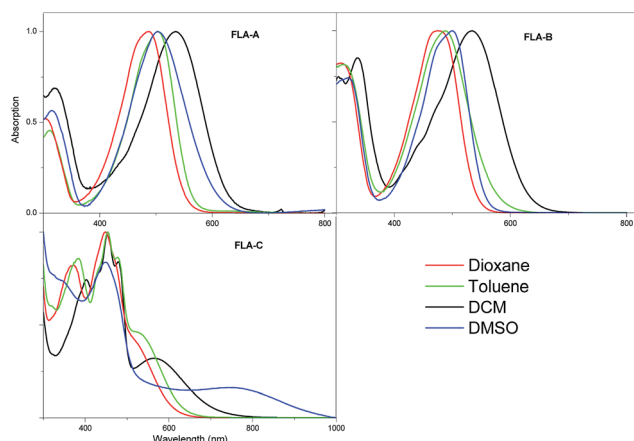 FLA-A
FLA-B
1.0
0.5
0.0
Absorption
400
600
800
400
600
800
FLA-C
Dioxane
Toluene
DCM
DMSO
400
600
800
1000
Wavelength (nm)